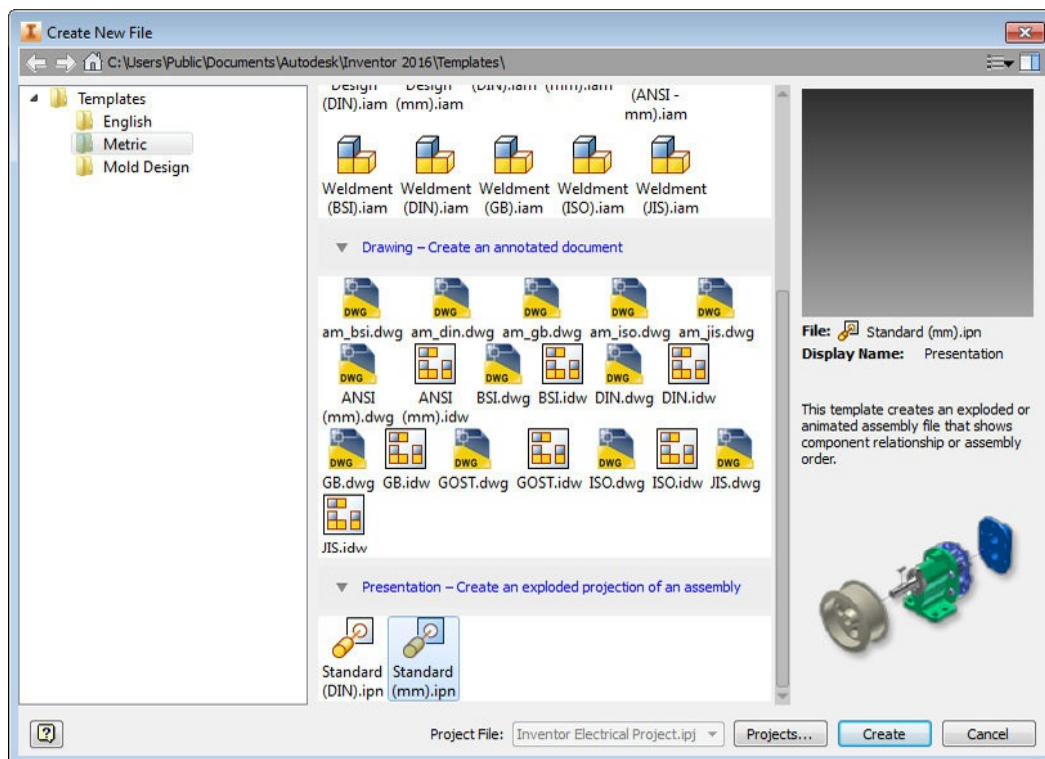 Create New File
C:\Users\Public\Documents\Autodesk\Inventor 2016\Templates\
Templates
English
Metric
Mold Design
Design Design (DIN).iam (mm).iam (ANSI -
(DIN).iam (mm).iam mm).iam
Weldment Weldment Weldment Weldment Weldment
(BSI).iam (DIN).iam (GB).iam (ISO).iam (JIS).iam
Drawing – Create an annotated document
DWG DWG DWG DWG DWG
am_bsi.dwg am_din.dwg am_gb.dwg am_iso.dwg am_jis.dwg
DWG DWG DWG
ANSI ANSI BSI.dwg BSI.idw DIN.dwg DIN.idw
(mm).dwg (mm).idw
DWG DWG DWG DWG
GB.dwg GB.idw GOST.dwg GOST.idw ISO.dwg ISO.idw JIS.dwg
JIS.idw
Presentation – Create an exploded projection of an assembly
Standard Standard
(DIN).ipn (mm).ipn
File: Standard (mm).ipn
Display Name: Presentation
This template creates an exploded or
animated assembly file that shows
component relationship or assembly
order.
Project File: Inventor Electrical Project.ipj Projects... Create Cancel